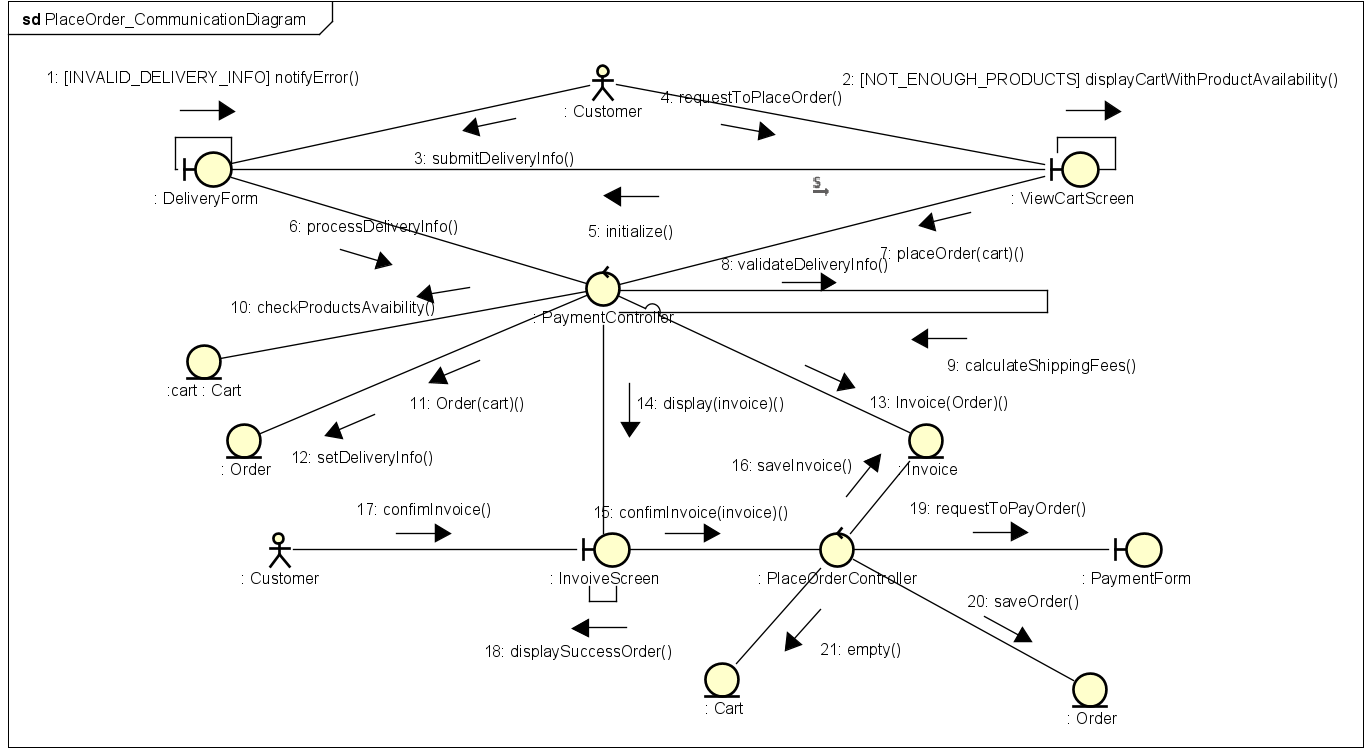 sd PlaceOrder_CommunicationDiagram
1: [INVALID_DELIVERY_INFO] notifyError()
2: [NOT_ENOUGH_PRODUCTS] displayCartWithProductAvailability()
4: requestToPlaceOrder()
: Customer
3: submitDeliveryInfo()
S
: DeliveryForm
: ViewCartScreen
6: processDeliveryInfo()
5: initialize()
7: placeOrder(cart)()
8: validateDeliveryInfo()
10: checkProductsAvaibility()
: PaymentController
9: calculateShippingFees()
:cart : Cart
11: Order(cart)()
14: display(invoice)()
13: Invoice(Order)()
12: setDeliveryInfo()
: Order
16: saveInvoice()
: Invoice
17: confimInvoice()
15: confimInvoice(invoice)()
19: requestToPayOrder()
: Customer
: InvoiveScreen
: PlaceOrderController
: PaymentForm
20: saveOrder()
18: displaySuccessOrder()
21: empty()
: Cart
: Order